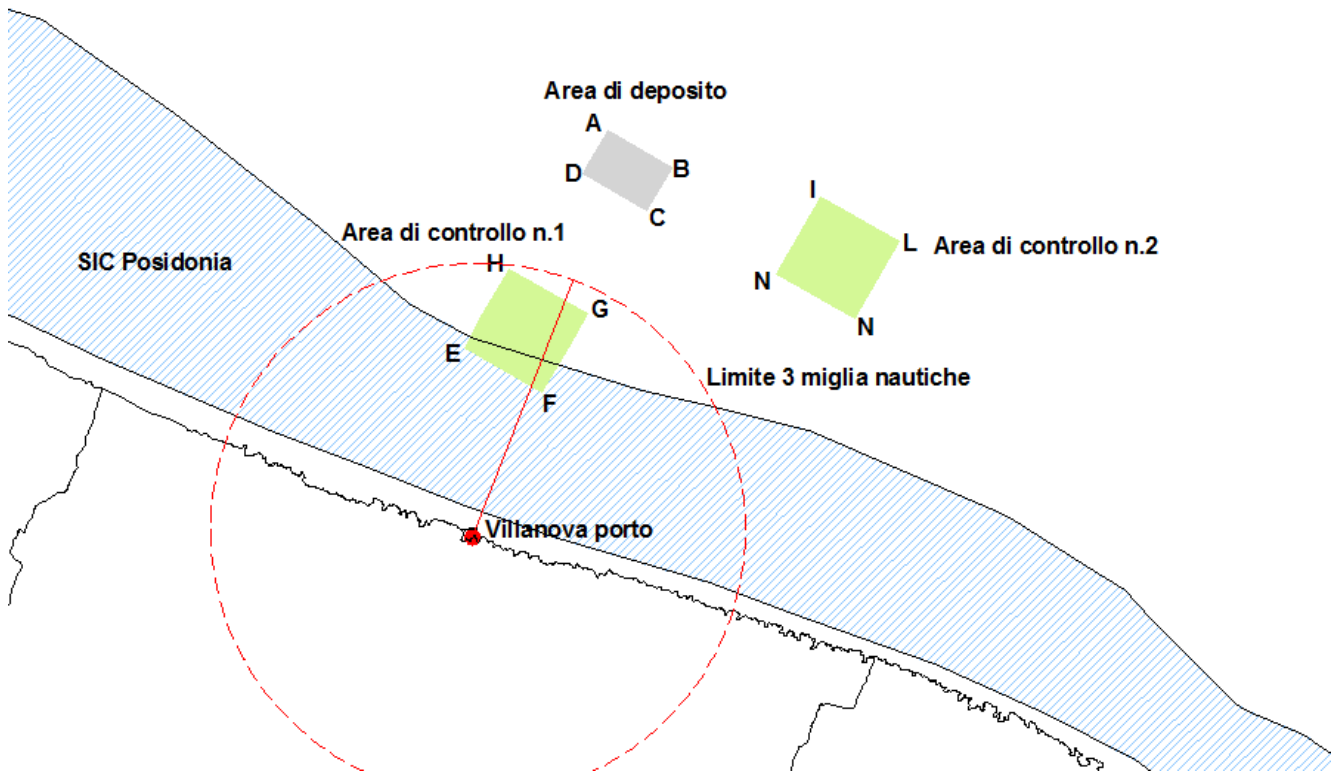 Area di deposito
A
B
D
C
I
Area di controllo n.1
L
Area di controllo n.2
H
SIC Posidonia
N
G
N
E
Limite 3 miglia nautiche
F
Villanova porto